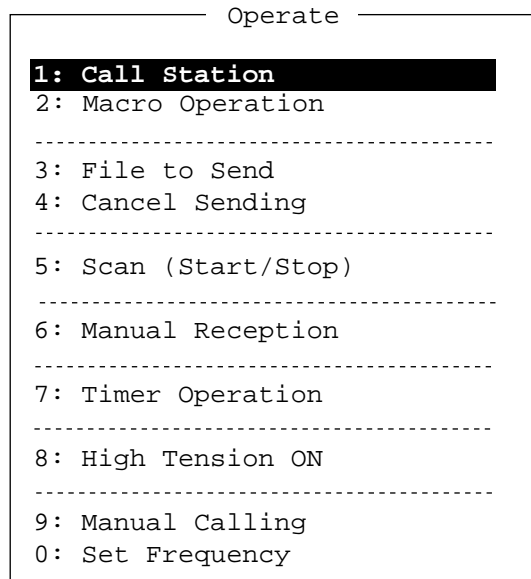 Operate
1: Call Station
2: Macro Operation
3: File to Send
4: Cancel Sending
5: Scan (Start/Stop)
6: Manual Reception
7: Timer Operation
8: High Tension ON
9: Manual Calling
0: Set Frequency